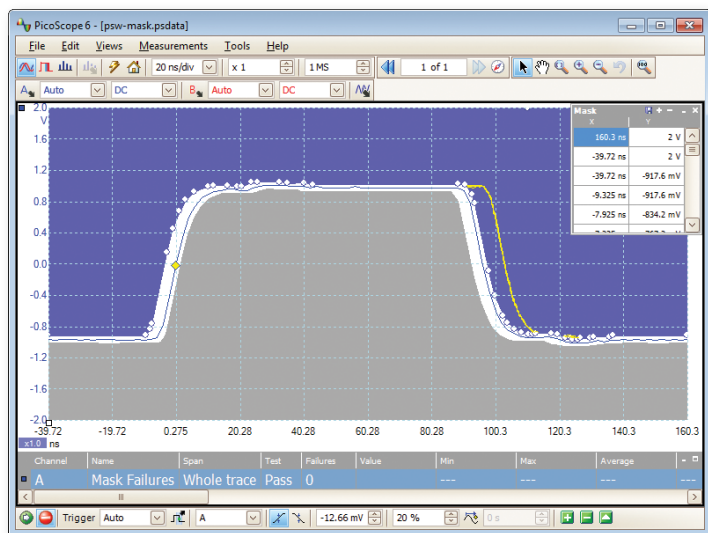 PicoScope 6 - [psw-mask.psdata]
File Edit Views Measurements Tools Help
20 ns/div x 1 1 MS 1 of 1
A Auto DC B Auto DC
2.0
V
1.6
1.2
0.8
0.4
0.0
-0.4
-0.8
-1.2
-1.6
-2.0
-39.72 -19.72 0.275 20.28 40.28 60.28 80.28 100.3 120.3 140.3 160.3
x1.0 ns
Mask
X Y
160.3 ns 2 V
-39.72 ns 2 V
-39.72 ns -917.6 mV
-9.325 ns -917.6 mV
-7.925 ns -834.2 mV
Channel Name Span Test Failures Value Min Max Average
A Mask Failures Whole trace Pass 0 --- --- ---
Trigger Auto A -12.66 mV 20 % 0 s